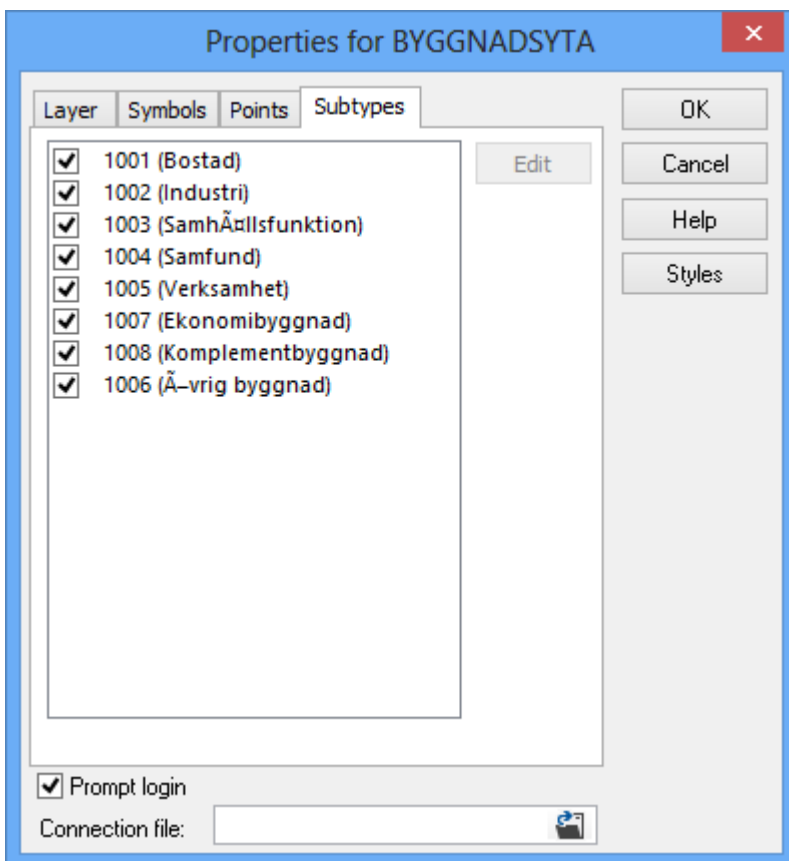 Properties for BYGGNADSYTA
Layer Symbols Points Subtypes
OK
Cancel
Help
Styles
Edit
1001 (Bostad)
1002 (Industri)
1003 (SamhÃ¤llsfunktion)
1004 (Samfund)
1005 (Verksamhet)
1007 (Ekonomibyggnad)
1008 (Komplementbyggnad)
1006 (Ã–vrig byggnad)
Prompt login
Connection file: